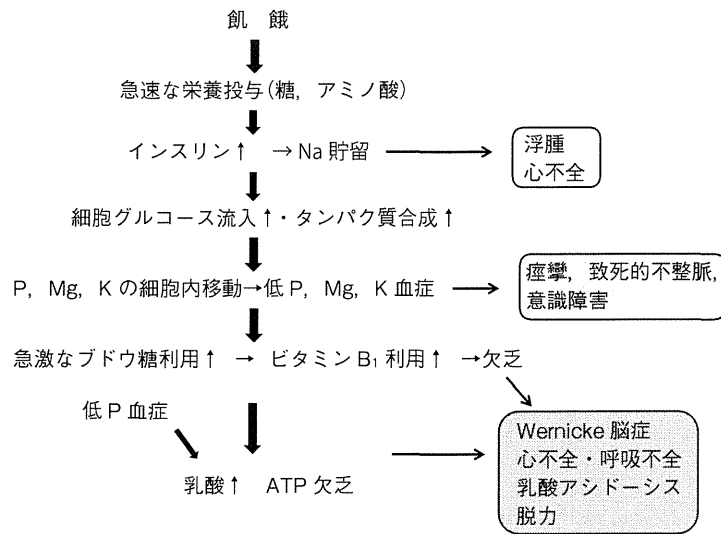 飢 餓
急速な栄養投与(糖, アミノ酸)
インスリン↑ →Na 貯留
浮腫
心不全
細胞グルコース流入↑・タンパク質合成↑
P, Mg, K の細胞内移動→低 P, Mg, K 血症
痙攣, 致死的不整脈,
意識障害
急激なブドウ糖利用↑ → ビタミン B₁ 利用↑ →欠乏
低 P 血症
乳酸↑ ATP 欠乏
Wernicke 脳症
心不全・呼吸不全
乳酸アシドーシス
脱力